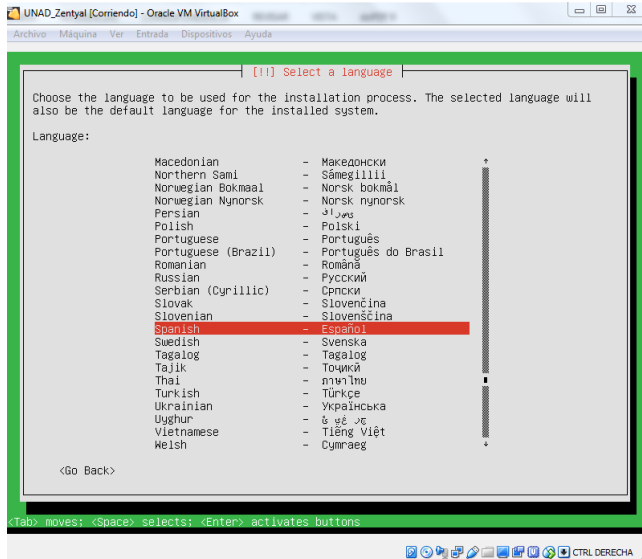 UNAD_Zentyal [Corriendo] - Oracle VM VirtualBox
Archivo Máquina Ver Entrada Dispositivos Ayuda
[!!] Select a language
Choose the language to be used for the installation process. The selected language will
also be the default language for the installed system.
Language:
Macedonian - Македонски
Northern Sami - Sámegillii
Norwegian Bokmaal - Norsk bokmål
Norwegian Nynorsk - Norsk nynorsk
Persian -
Polish - Polski
Portuguese - Português
Portuguese (Brazil) - Português do Brasil
Romanian - Română
Russian - Русский
Serbian (Cyrillic) - Српски
Slovak - Slovenčina
Slovenian - Slovenščina
Spanish - Español
Swedish - Svenska
Tagalog - Tagalog
Tajik - Тоҷикӣ
Thai - ภาษาไทย
Turkish - Türkçe
Ukrainian - Українська
Uyghur -
Vietnamese - Tiếng Việt
Welsh - Cymraeg
<Go Back>
<Tab> moves; <Space> selects; <Enter> activates buttons
CTRL DERECHA